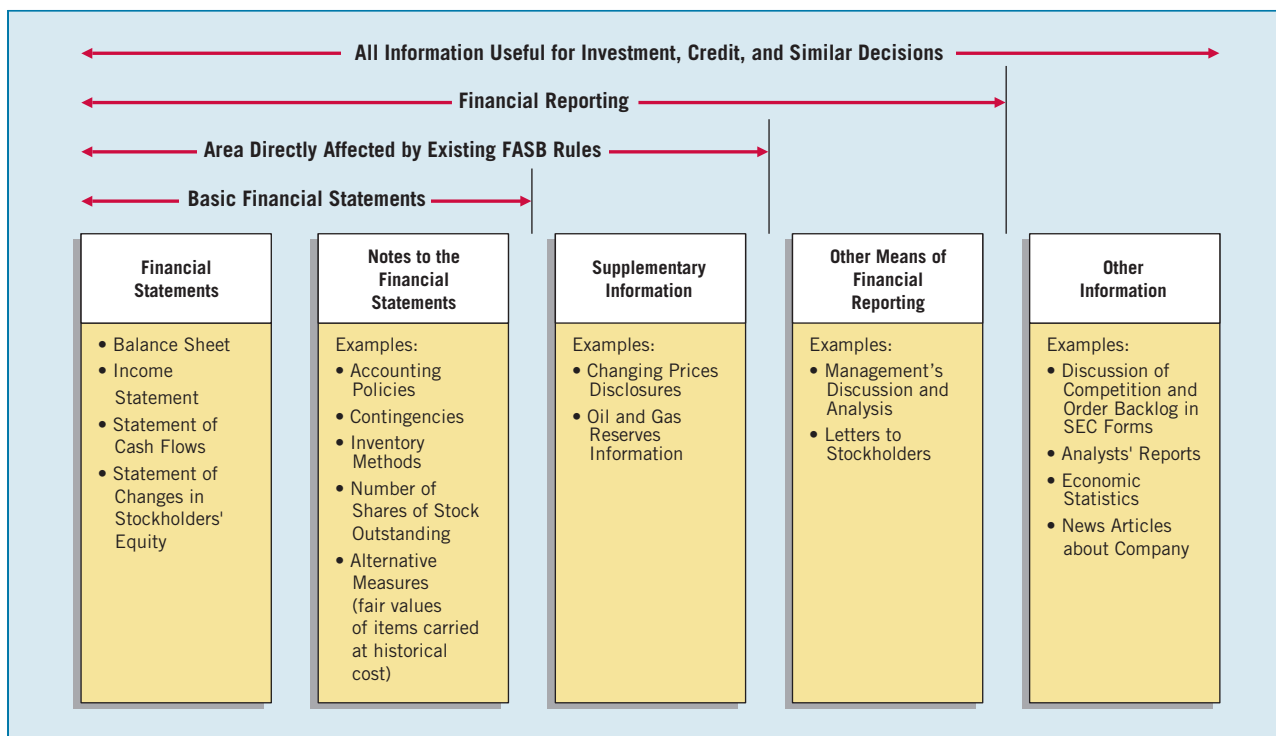 All Information Useful for Investment, Credit, and Similar Decisions
Financial Reporting
Area Directly Affected by Existing FASB Rules
Basic Financial Statements
Financial
Statements
• Balance Sheet
• Income
Statement
• Statement of
Cash Flows
• Statement of
Changes in
Stockholders'
Equity
Notes to the
Financial
Statements
Examples:
• Accounting
Policies
• Contingencies
• Inventory
Methods
• Number of
Shares of Stock
Outstanding
• Alternative
Measures
(fair values
of items carried
at historical
cost)
Supplementary
Information
Examples:
• Changing Prices
Disclosures
• Oil and Gas
Reserves
Information
Other Means of
Financial
Reporting
Examples:
• Management's
Discussion and
Analysis
• Letters to
Stockholders
Other
Information
Examples:
• Discussion of
Competition and
Order Backlog in
SEC Forms
• Analysts' Reports
• Economic
Statistics
• News Articles
about Company